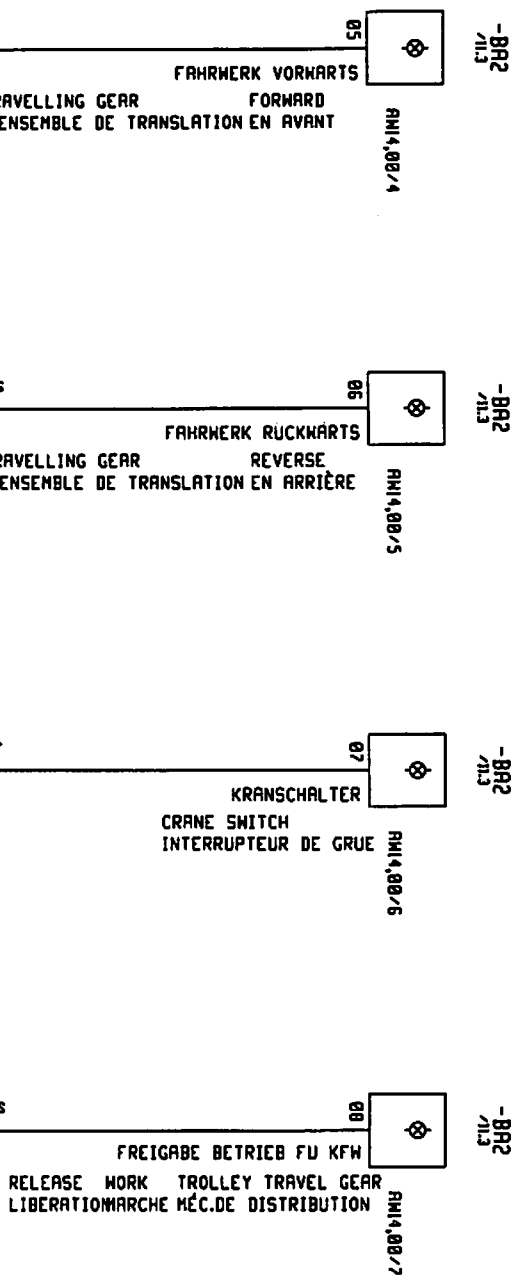 -BA2
/11.3
05
FAHRWERK VORWARTS
RAVELLING GEAR FORWARD
ENSEMBLE DE TRANSLATION EN AVANT
AW14,00/4
-BA2
/11.3
S
06
FAHRWERK RUCKWARTS
RAVELLING GEAR REVERSE
ENSEMBLE DE TRANSLATION EN ARRIÈRE
AW14,00/5
-BA2
/11.3
07
KRANSCHALTER
CRANE SWITCH
INTERRUPTEUR DE GRUE
AW14,00/6
-BA2
/11.3
S
08
FREIGABE BETRIEB FU KFW
RELEASE WORK TROLLEY TRAVEL GEAR
LIBERATIONMARCHE MÉC.DE DISTRIBUTION
AW14,00/7